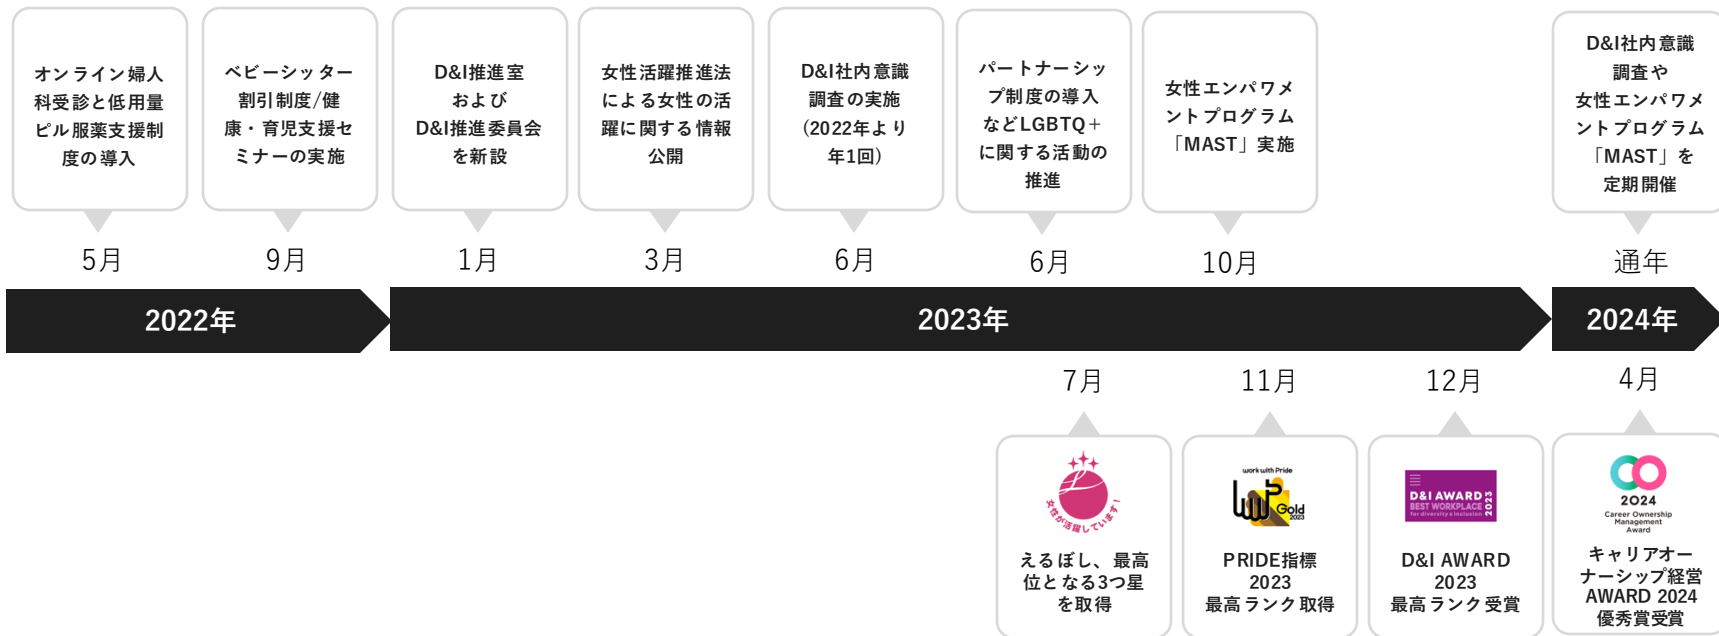 オンライン婦人
科受診と低用量
ピル服薬支援制
度の導入
ベビーシッター
割引制度/健
康・育児支援セ
ミナーの実施
D&I推進室
および
D&I推進委員会
を新設
女性活躍推進法
による女性の活
躍に関する情報
公開
D&I社内意識
調査の実施
(2022年より
年1回)
パートナーシッ
プ制度の導入
などLGBTQ＋
に関する活動の
推進
女性エンパワメ
ントプログラム
「MAST」実施
D&I社内意識
調査や
女性エンパワメ
ントプログラム
「MAST」を
定期開催
5月
9月
1月
3月
6月
6月
10月
通年
2022年
2023年
2024年
7月
11月
12月
4月
女性が活躍しています！
えるぼし、最高
位となる3つ星
を取得
work with Pride
Gold
2023
PRIDE指標
2023
最高ランク取得
D&I AWARD
BEST WORKPLACE
for diversity & inclusion
2023
D&I AWARD
2023
最高ランク受賞
2024
Career Ownership
Management
Award
キャリアオー
ナーシップ経営
AWARD 2024
優秀賞受賞